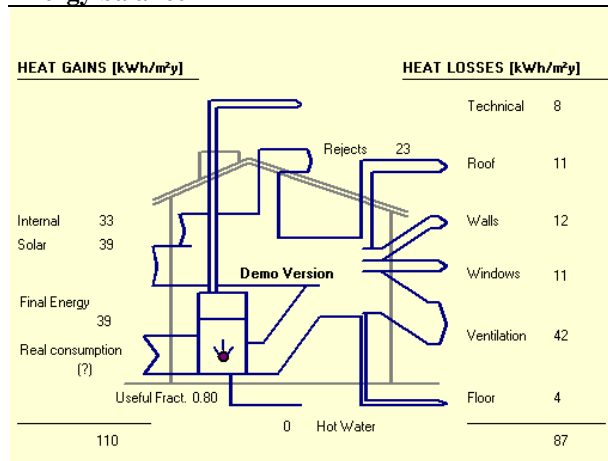 HEAT GAINS [kWh/m²y]
HEAT LOSSES [kWh/m²y]
Technical 8
Rejects 23
Roof 11
Internal 33
Walls 12
Solar 39
Demo Version
Windows 11
Final Energy
39
Ventilation 42
Real consumption
(?)
Useful Fract. 0.80
Floor 4
0 Hot Water
110
87